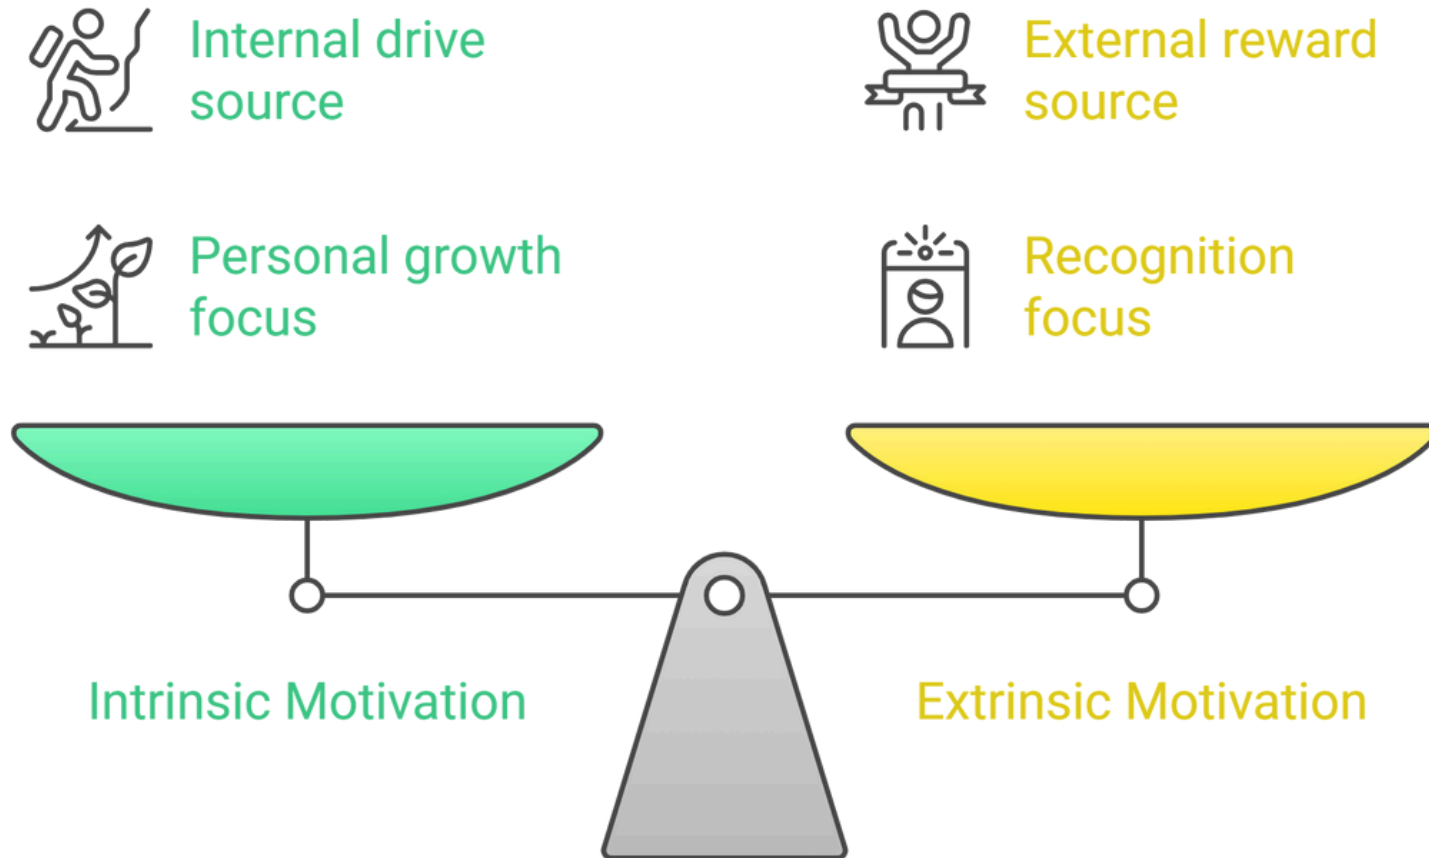 Internal drive
source
External reward
source
Personal growth
focus
Recognition
focus
Intrinsic Motivation
Extrinsic Motivation